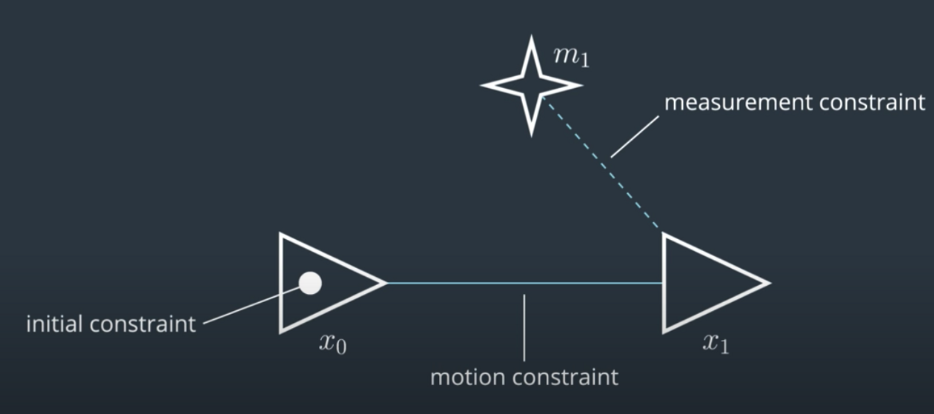 m₁
measurement constraint
initial constraint
x₀
x₁
motion constraint